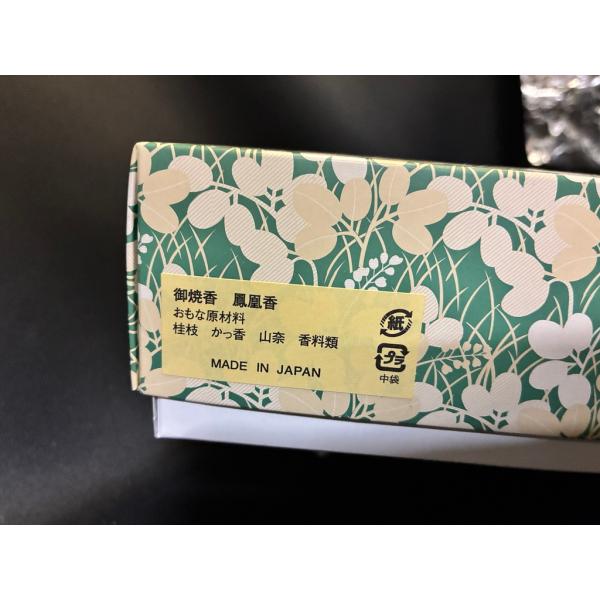 御焼香 鳳凰香
おもな原材料
桂枝 かっ香 山奈 香料類
MADE IN JAPAN
紙
プラ
中袋